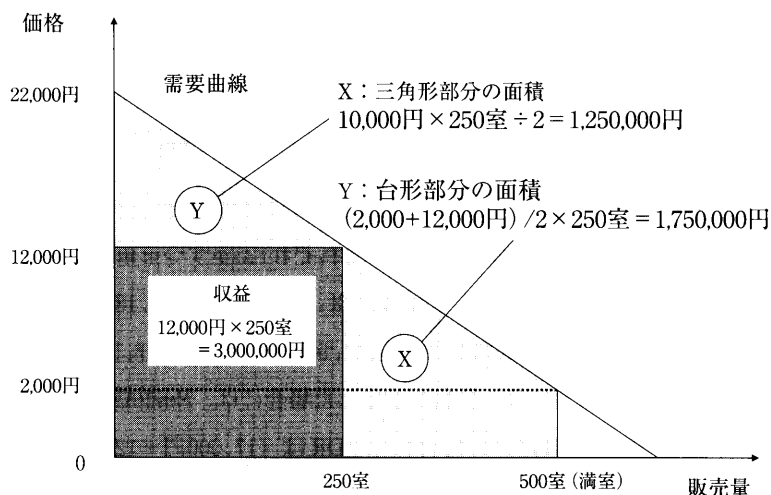 価格
22,000円
需要曲線
X：三角形部分の面積
10,000円×250室÷2＝1,250,000円
Y
Y：台形部分の面積
(2,000+12,000円) /2×250室＝1,750,000円
12,000円
収益
12,000円×250室
＝3,000,000円
X
2,000円
0
250室
500室 (満室)
販売量